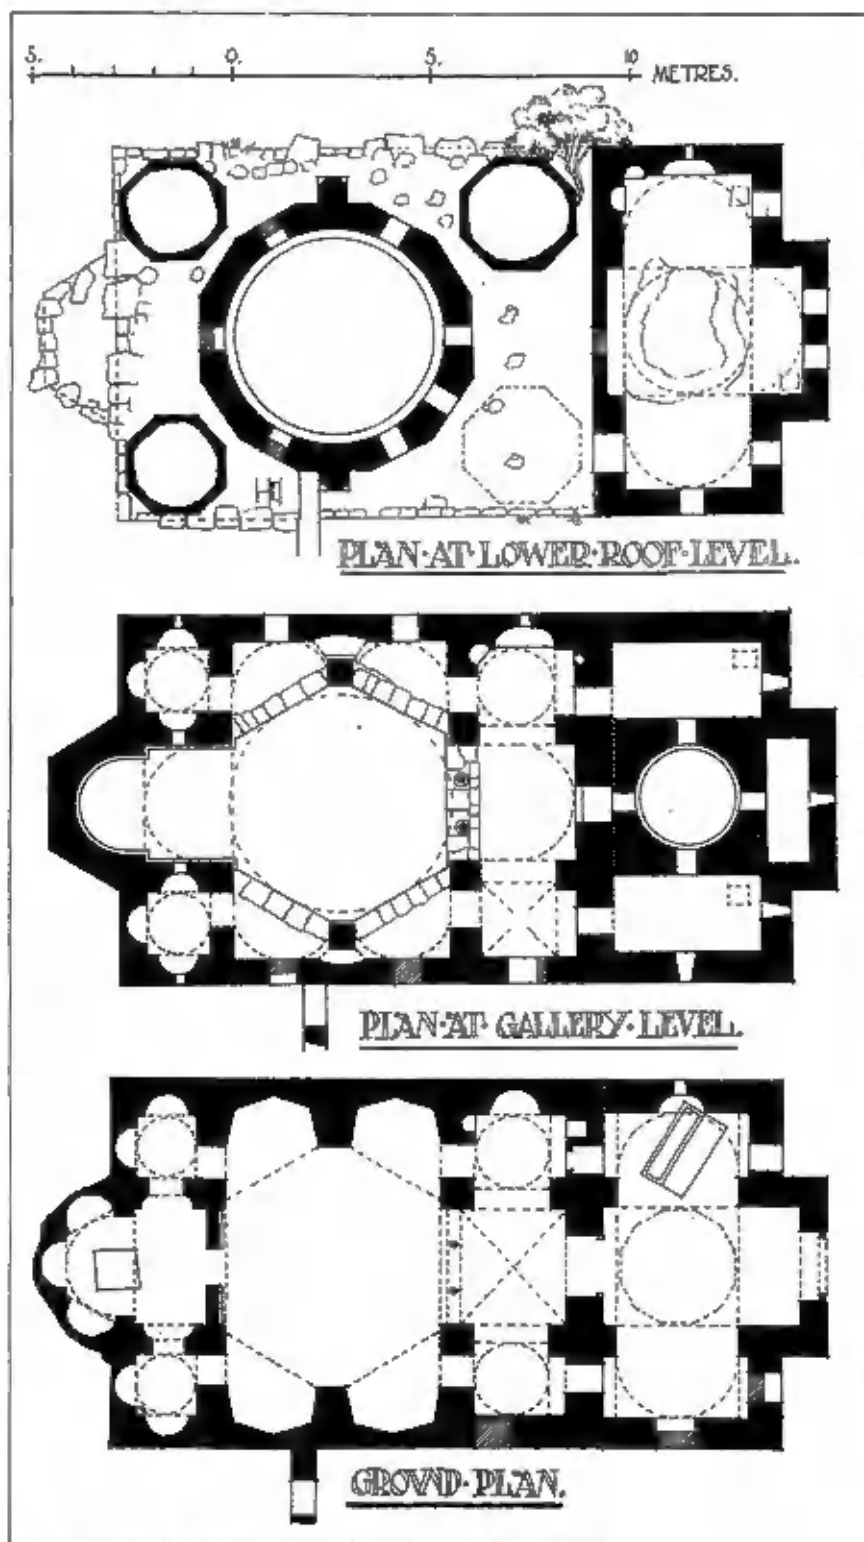 5. 0. 5. 10 METRES.
PLAN·AT·LOWER·ROOF·LEVEL.
PLAN·AT·GALLERY·LEVEL.
GROVND·PLAN.